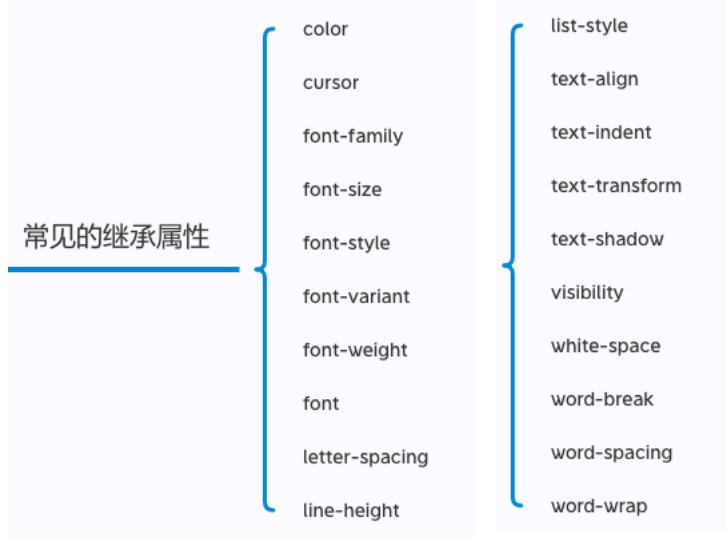 常见的继承属性
color
cursor
font-family
font-size
font-style
font-variant
font-weight
font
letter-spacing
line-height
list-style
text-align
text-indent
text-transform
text-shadow
visibility
white-space
word-break
word-spacing
word-wrap